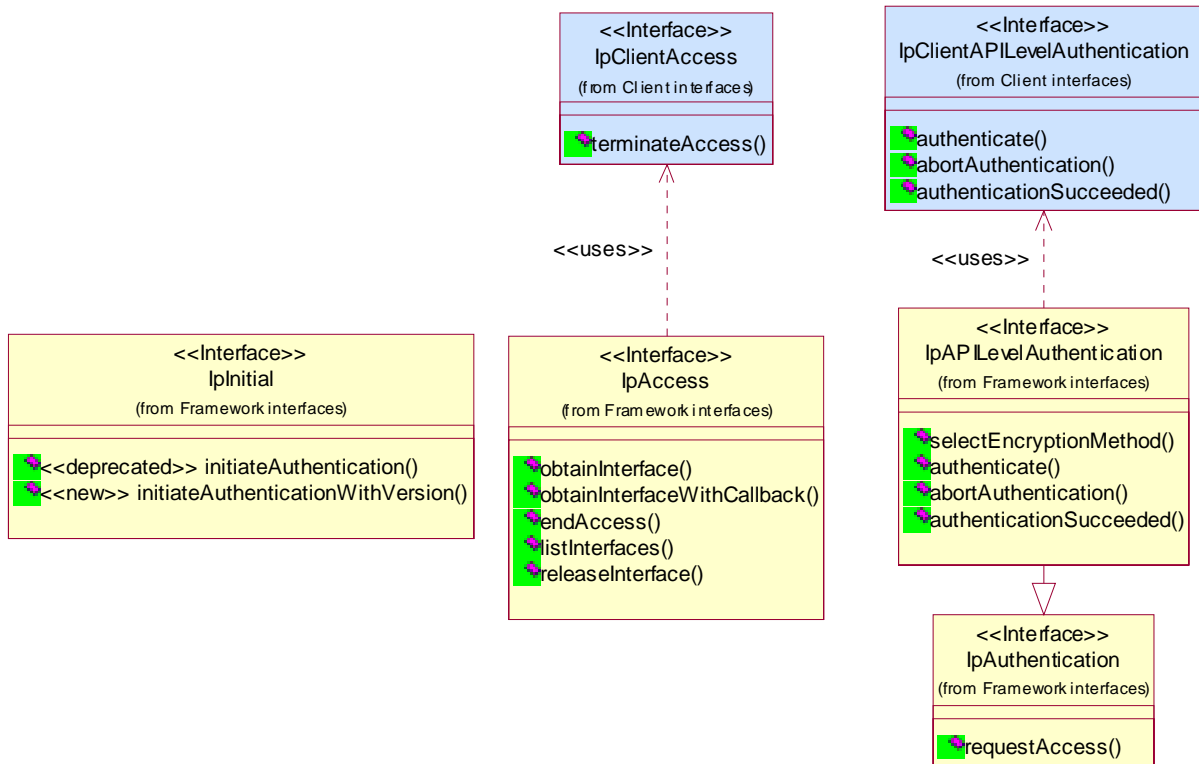 <<Interface>>
IpClientAccess
(from Client interfaces)
terminateAccess()
<<Interface>>
IpClientAPILevelAuthentication
(from Client interfaces)
authenticate()
abortAuthentication()
authenticationSucceeded()
<<uses>>
<<uses>>
<<Interface>>
IpInitial
(from Framework interfaces)
<<deprecated>> initiateAuthentication()
<<new>> initiateAuthenticationWithVersion()
<<Interface>>
IpAccess
(from Framework interfaces)
obtainInterface()
obtainInterfaceWithCallback()
endAccess()
listInterfaces()
releaseInterface()
<<Interface>>
IpAPILevelAuthentication
(from Framework interfaces)
selectEncryptionMethod()
authenticate()
abortAuthentication()
authenticationSucceeded()
<<Interface>>
IpAuthentication
(from Framework interfaces)
requestAccess()